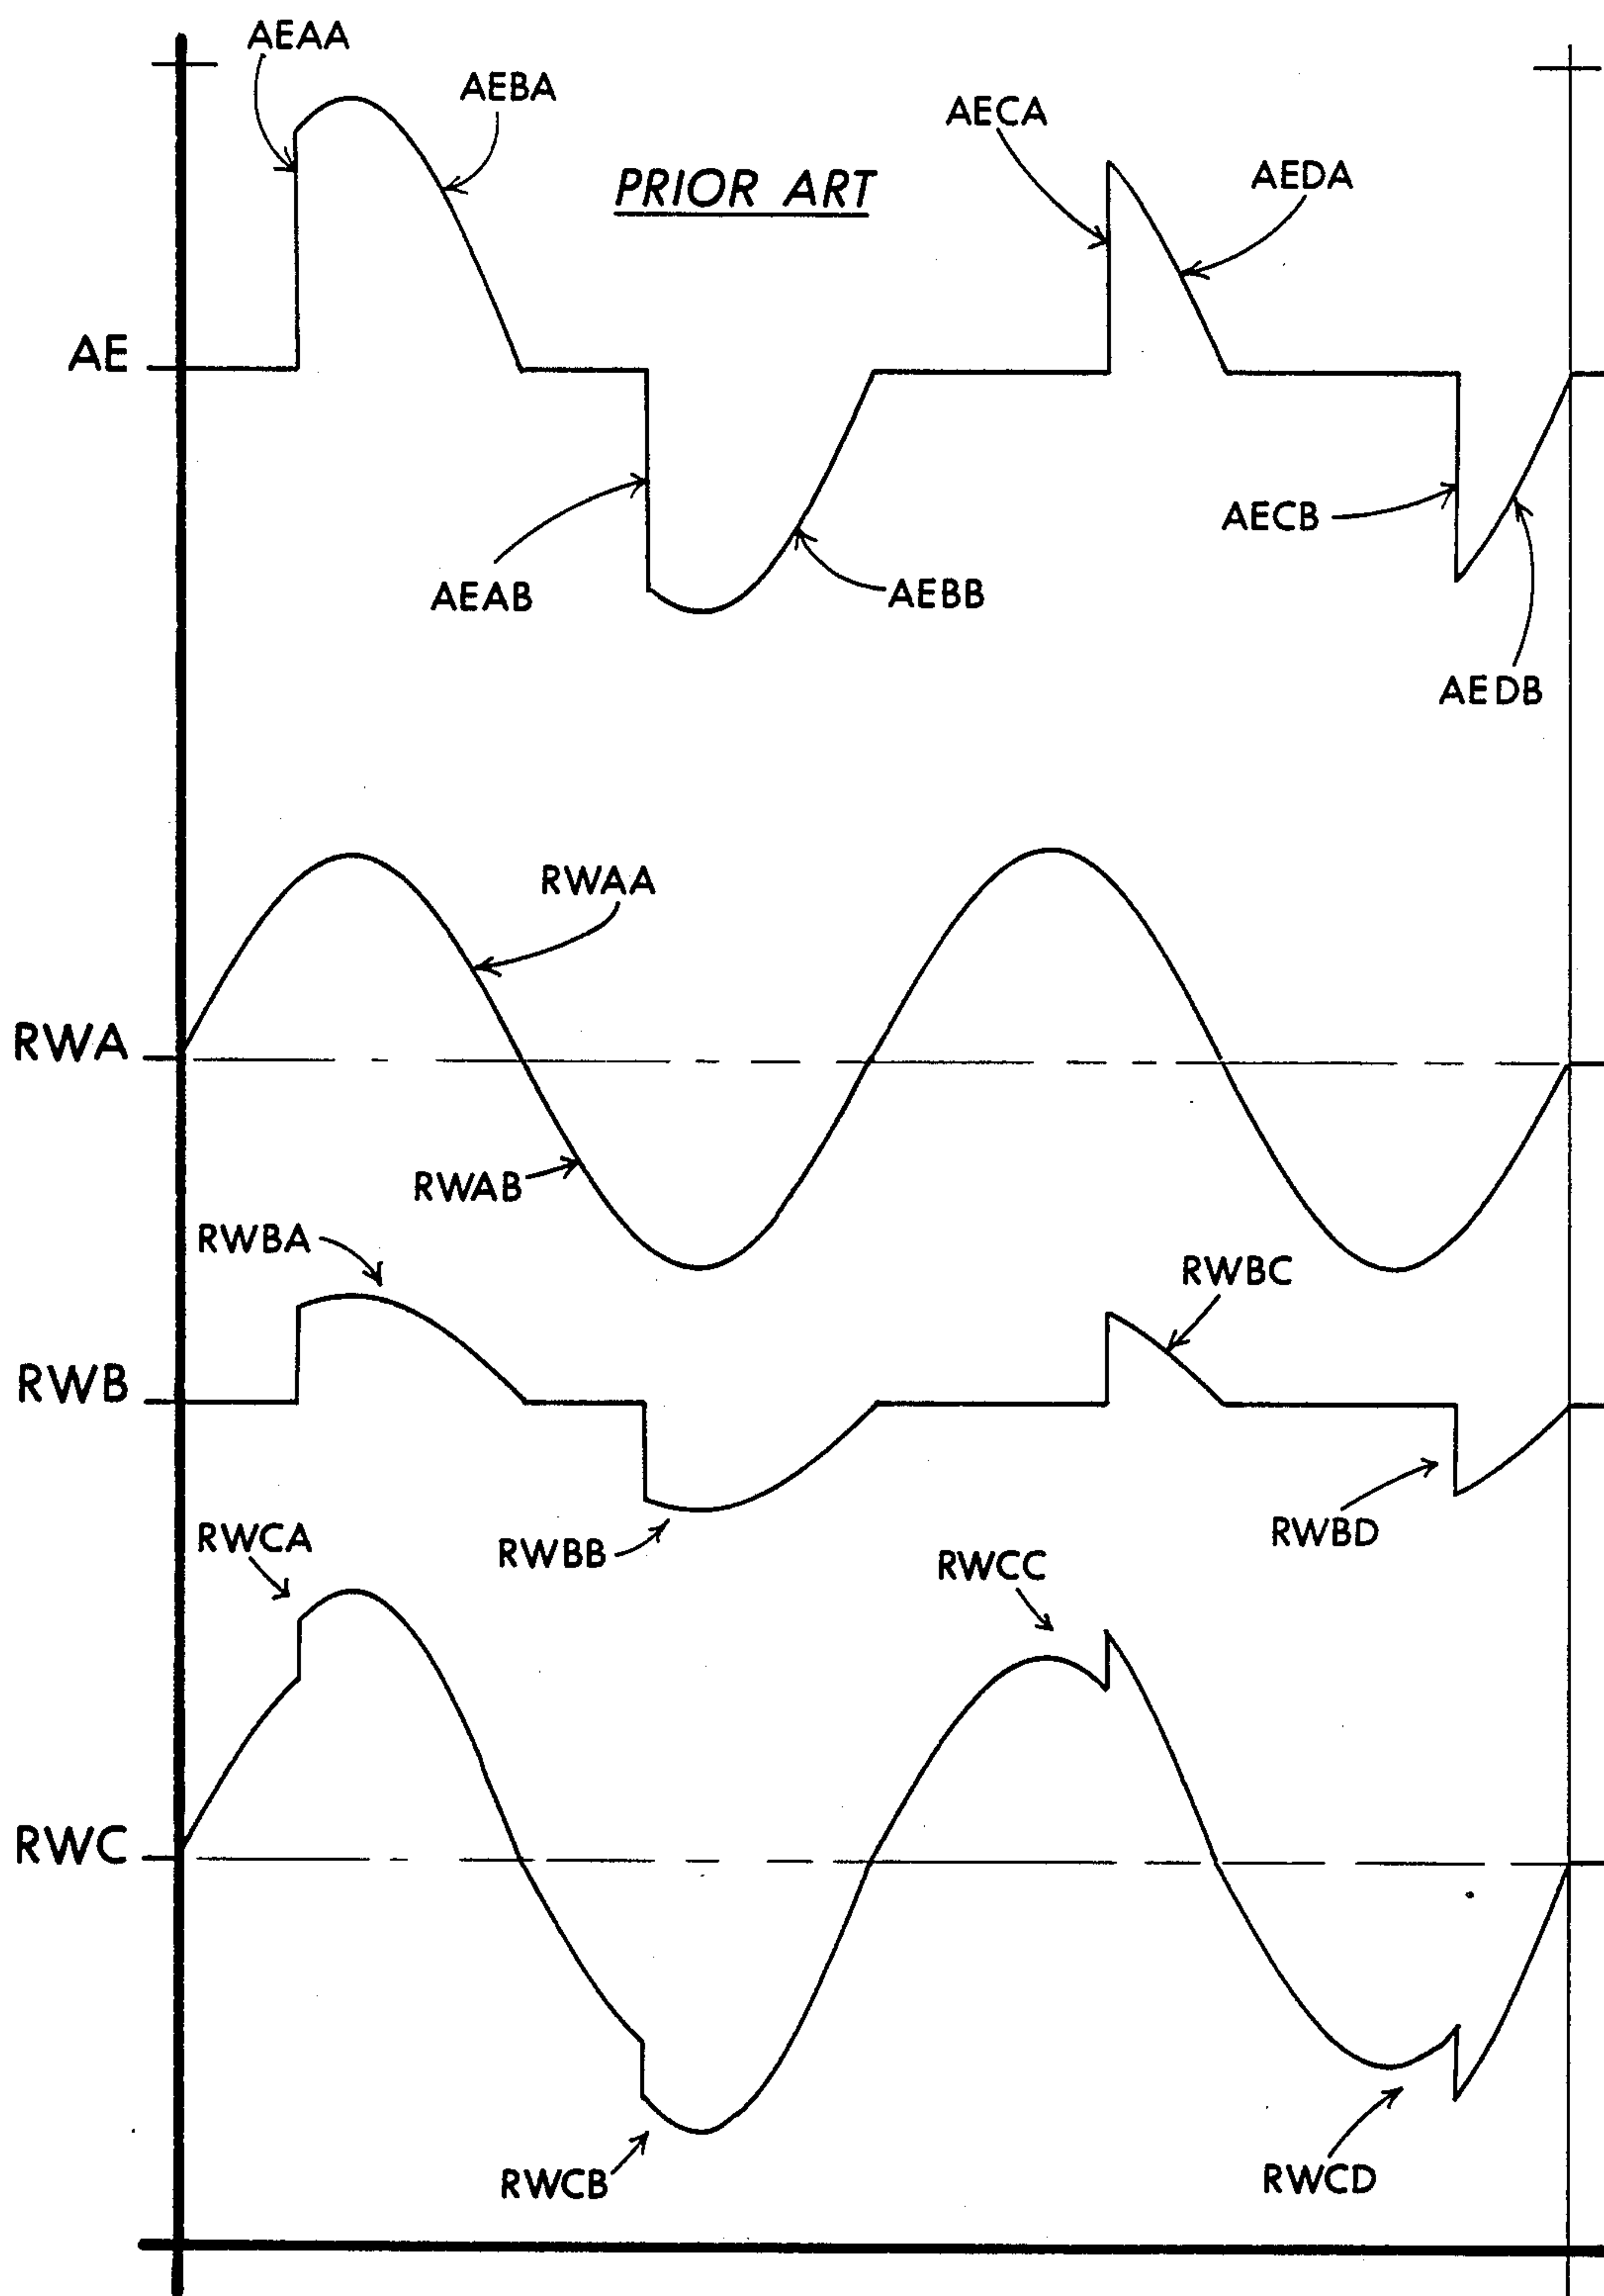 AEAA
AEBA
AECA
PRIOR ART
AEDA
AE
AECB
AEAB
AEBB
AEDB
RWAA
RWA
RWAB
RWBA
RWBC
RWB
RWBD
RWCA
RWBB
RWCC
RWC
RWCB
RWCD